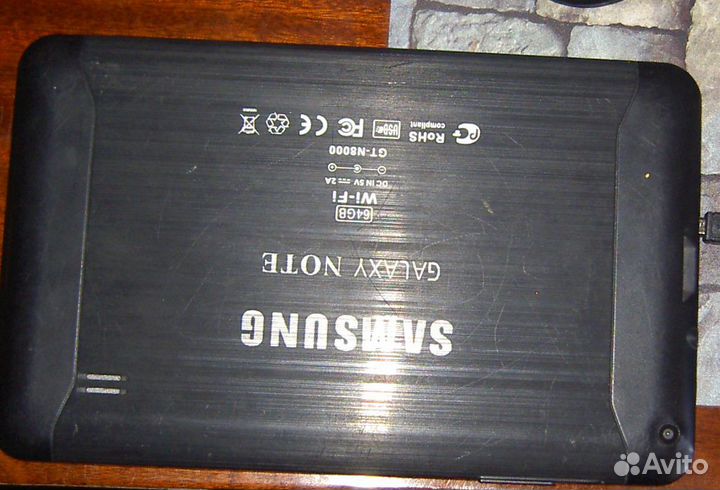 SAMSUNG
GALAXY NOTE
64GB
Wi-Fi
DC IN 5V 2A
GT-N8000
RoHS
compliant
Avito